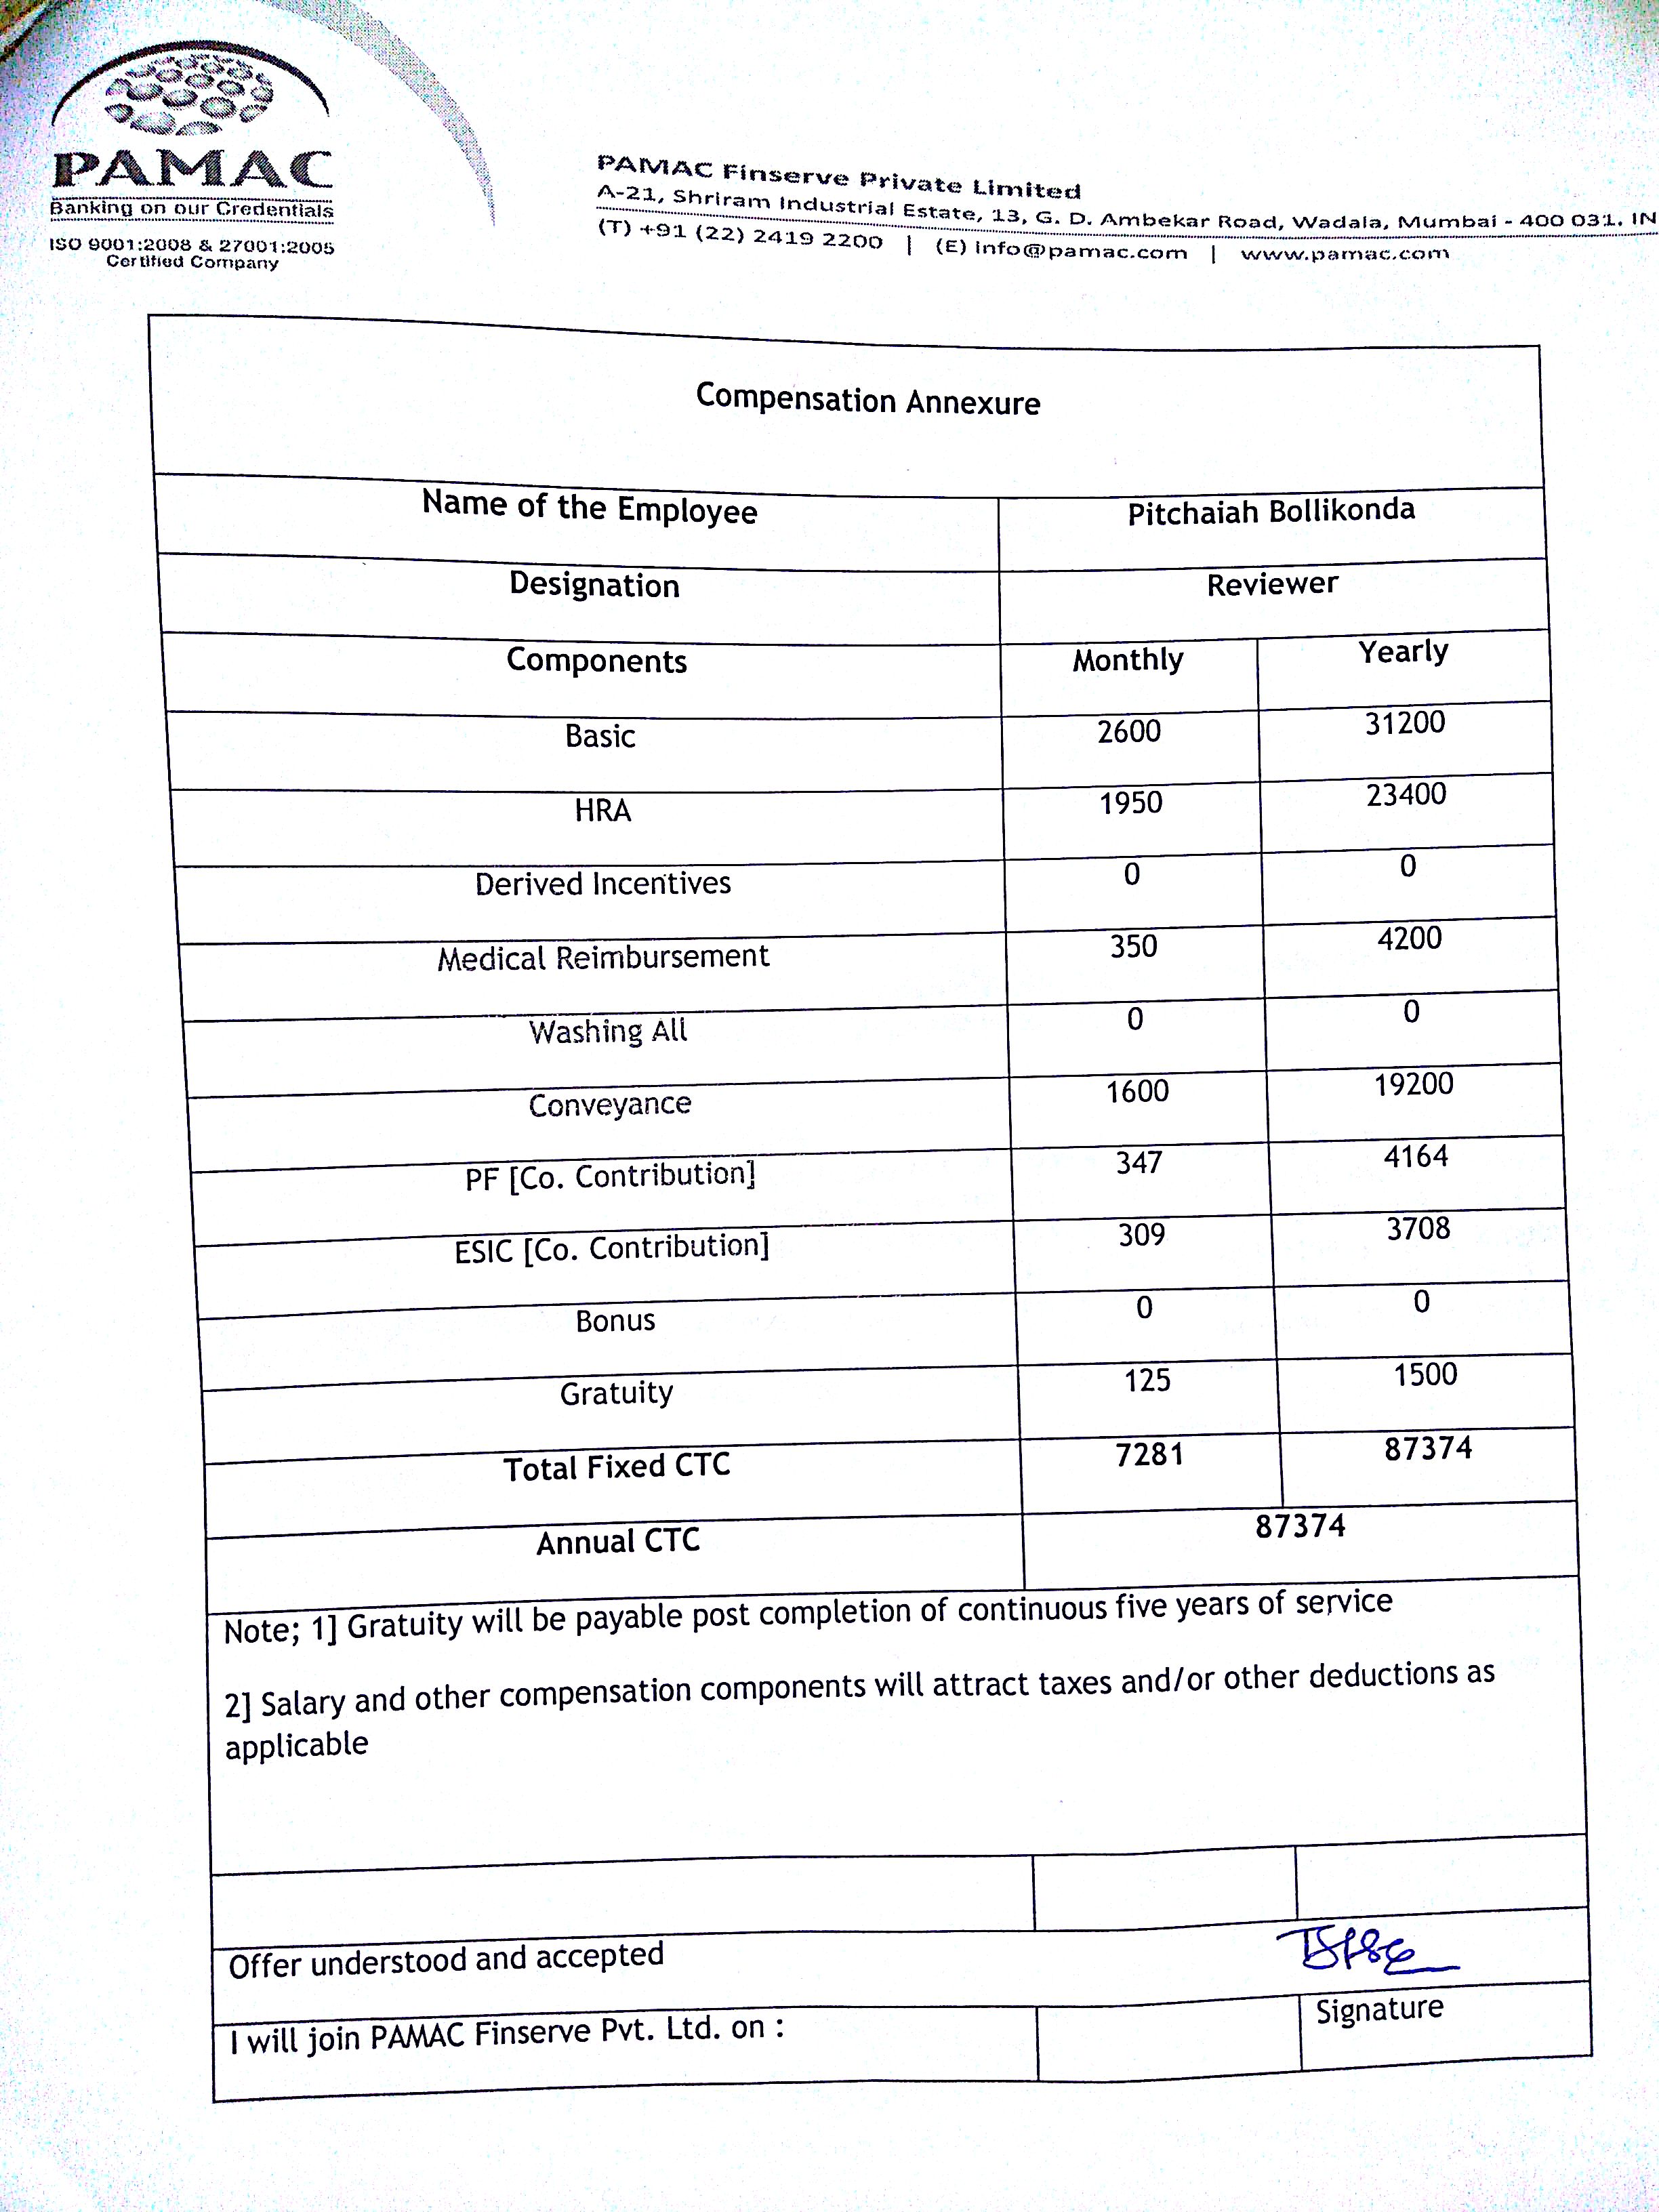 PAMAC
Banking on our Credentials
ISO 9001:2008 & 27001:2005
Certified Company
PAMAC Finserve Private Limited
A-21, Shriram Industrial Estate, 13, G. D. Ambekar Road, Wadala, Mumbai - 400 031. IN
(T) +91 (22) 2419 2200 | (E) info@pamac.com | www.pamac.com
Compensation Annexure
Name of the Employee Pitchaiah Bollikonda
Designation Reviewer
Components Monthly Yearly
Basic 2600 31200
HRA 1950 23400
Derived Incentives 0 0
Medical Reimbursement 350 4200
Washing All 0 0
Conveyance 1600 19200
PF [Co. Contribution] 347 4164
ESIC [Co. Contribution] 309 3708
Bonus 0 0
Gratuity 125 1500
Total Fixed CTC 7281 87374
Annual CTC 87374
Note; 1] Gratuity will be payable post completion of continuous five years of service
2] Salary and other compensation components will attract taxes and/or other deductions as
applicable
Offer understood and accepted
I will join PAMAC Finserve Pvt. Ltd. on : Signature